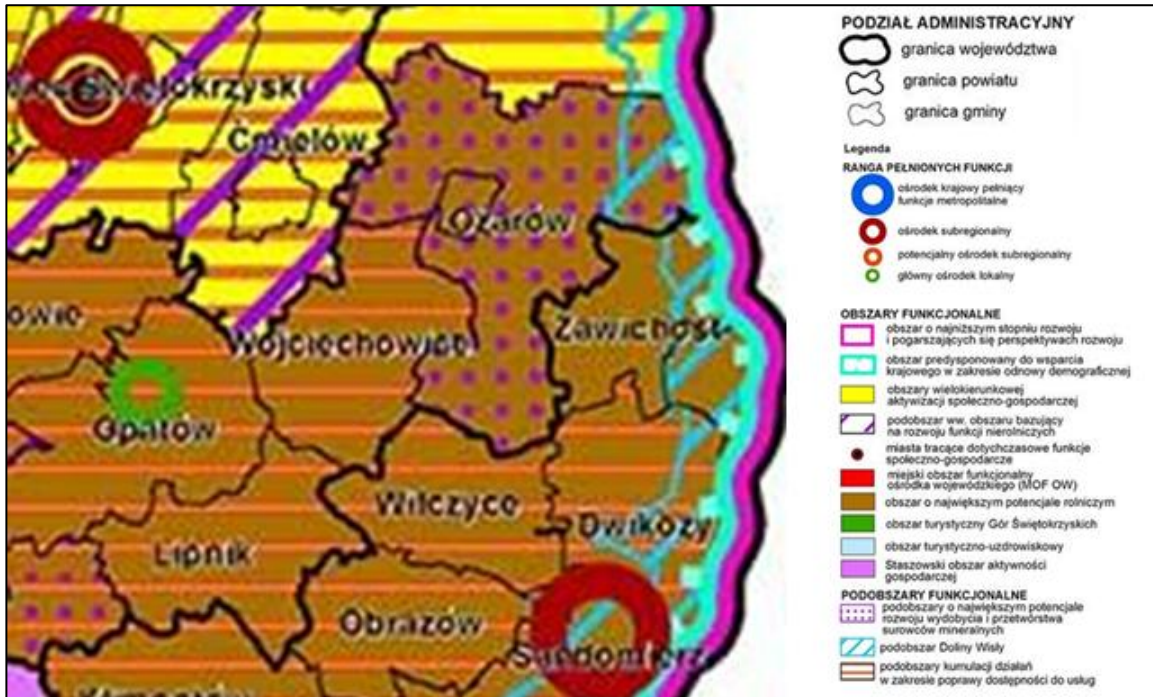 Ćmielów
Ożarów
Wojciechowice
Zawichost
Opatów
Wilczyce
Dwikozy
Lipnik
Obrazów
Sandomierz
PODZIAŁ ADMINISTRACYJNY
granica województwa
granica powiatu
granica gminy
Legenda
RANGA PEŁNIONYCH FUNKCJI
ośrodek krajowy pełniący
funkcje metropolitalne
ośrodek subregionalny
potencjalny ośrodek subregionalny
główny ośrodek lokalny
OBSZARY FUNKCJONALNE
obszar o najniższym stopniu rozwoju
i pogarszających się perspektywach rozwoju
obszar predysponowany do wsparcia
krajowego w zakresie odnowy demograficznej
obszary wielokierunkowej
aktywizacji społeczno-gospodarczej
podobszar ww. obszaru bazujący
na rozwoju funkcji nierolniczych
miasta tracące dotychczasowe funkcje
społeczno-gospodarcze
miejski obszar funkcjonalny
ośrodka wojewódzkiego (MOF OW)
obszar o największym potencjale rolniczym
obszar turystyczny Gór Świętokrzyskich
obszar turystyczno-uzdrowiskowy
Staszowski obszar aktywności
gospodarczej
PODOBSZARY FUNKCJONALNE
podobszary o największym potencjale
rozwoju wydobycia i przetwórstwa
surowców mineralnych
podobszar Doliny Wisły
podobszary kumulacji działań
w zakresie poprawy dostępności do usług